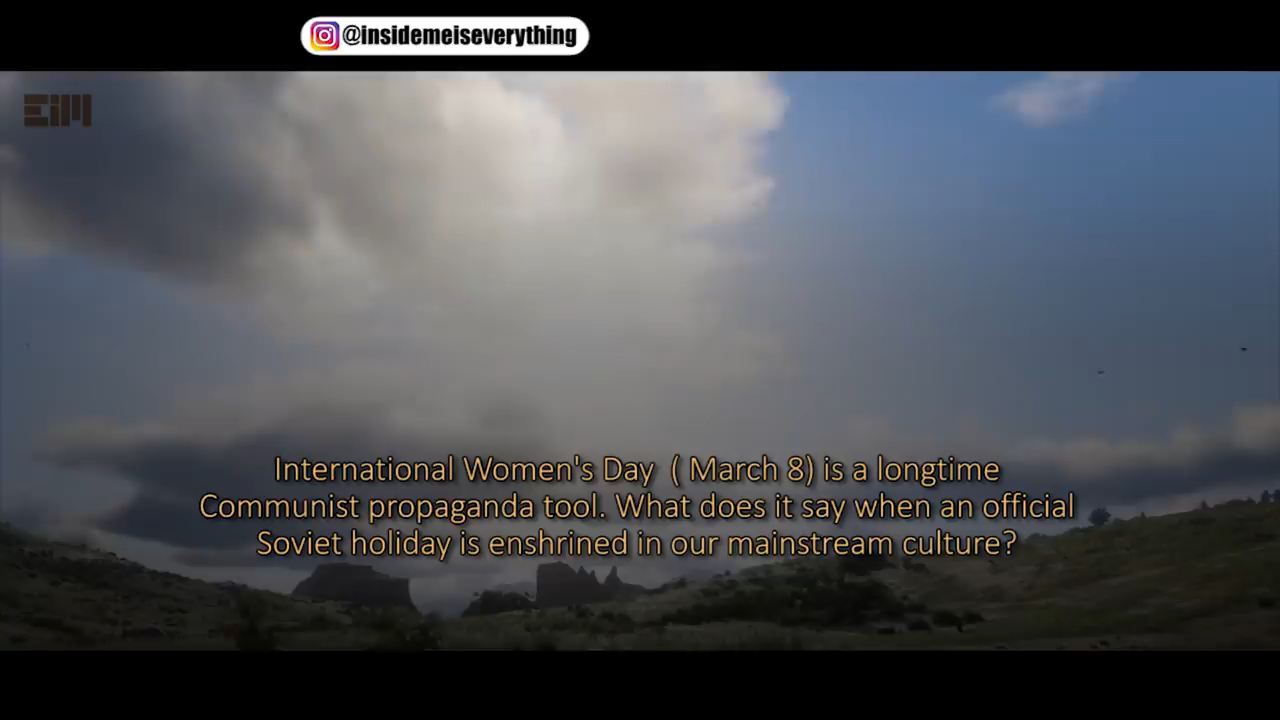 @insidemeiseverything
EiM
International Women's Day ( March 8) is a longtime
Communist propaganda tool. What does it say when an official
Soviet holiday is enshrined in our mainstream culture?